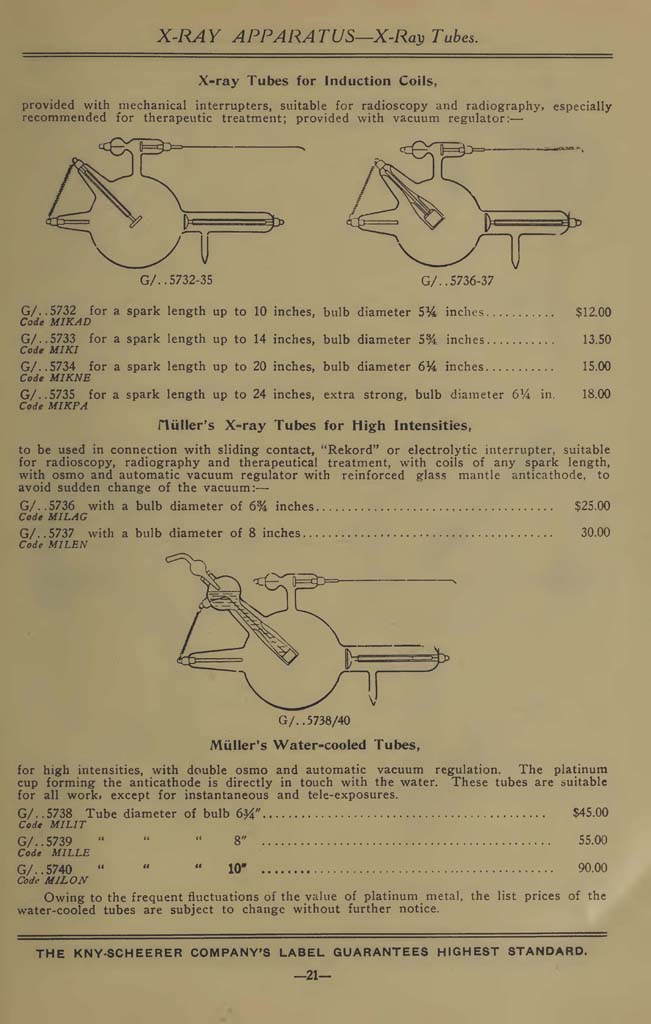 X-RAY APPARATUS—X-Ray Tubes.
X-ray Tubes for Induction Coils,
provided with mechanical interrupters, suitable for radioscopy and radiography, especially
recommended for therapeutic treatment; provided with vacuum regulator:—
G/. . 5732-35
G/. . 5736-37
G/. . 5732 for a spark length up to 10 inches, bulb diameter 5¼ inches........... $12.00
Code MIKAD
G/. . 5733 for a spark length up to 14 inches, bulb diameter 5¾ inches........... 13.50
Code MIKI
G/. . 5734 for a spark length up to 20 inches, bulb diameter 6¼ inches........... 15.00
Code MIKNE
G/. . 5735 for a spark length up to 24 inches, extra strong, bulb diameter 6¼ in. 18.00
Code MIKPA
Müller's X-ray Tubes for High Intensities,
to be used in connection with sliding contact, "Rekord" or electrolytic interrupter, suitable
for radioscopy, radiography and therapeutical treatment, with coils of any spark length,
with osmo and automatic vacuum regulator with reinforced glass mantle anticathode, to
avoid sudden change of the vacuum:—
G/. . 5736 with a bulb diameter of 6¾ inches..................................... $25.00
Code MILAG
G/. . 5737 with a bulb diameter of 8 inches....................................... 30.00
Code MILEN
G/. . 5738/40
Müller's Water-cooled Tubes,
for high intensities, with double osmo and automatic vacuum regulation. The platinum
cup forming the anticathode is directly in touch with the water. These tubes are suitable
for all work, except for instantaneous and tele-exposures.
G/. . 5738 Tube diameter of bulb 6¾"............................................ $45.00
Code MILIT
G/. . 5739 " " " 8" .................................................. 55.00
Code MILLE
G/. . 5740 " " " 10" .............................................. 90.00
Code MILON
Owing to the frequent fluctuations of the value of platinum metal, the list prices of the
water-cooled tubes are subject to change without further notice.
THE KNY-SCHEERER COMPANY'S LABEL GUARANTEES HIGHEST STANDARD.
—21—